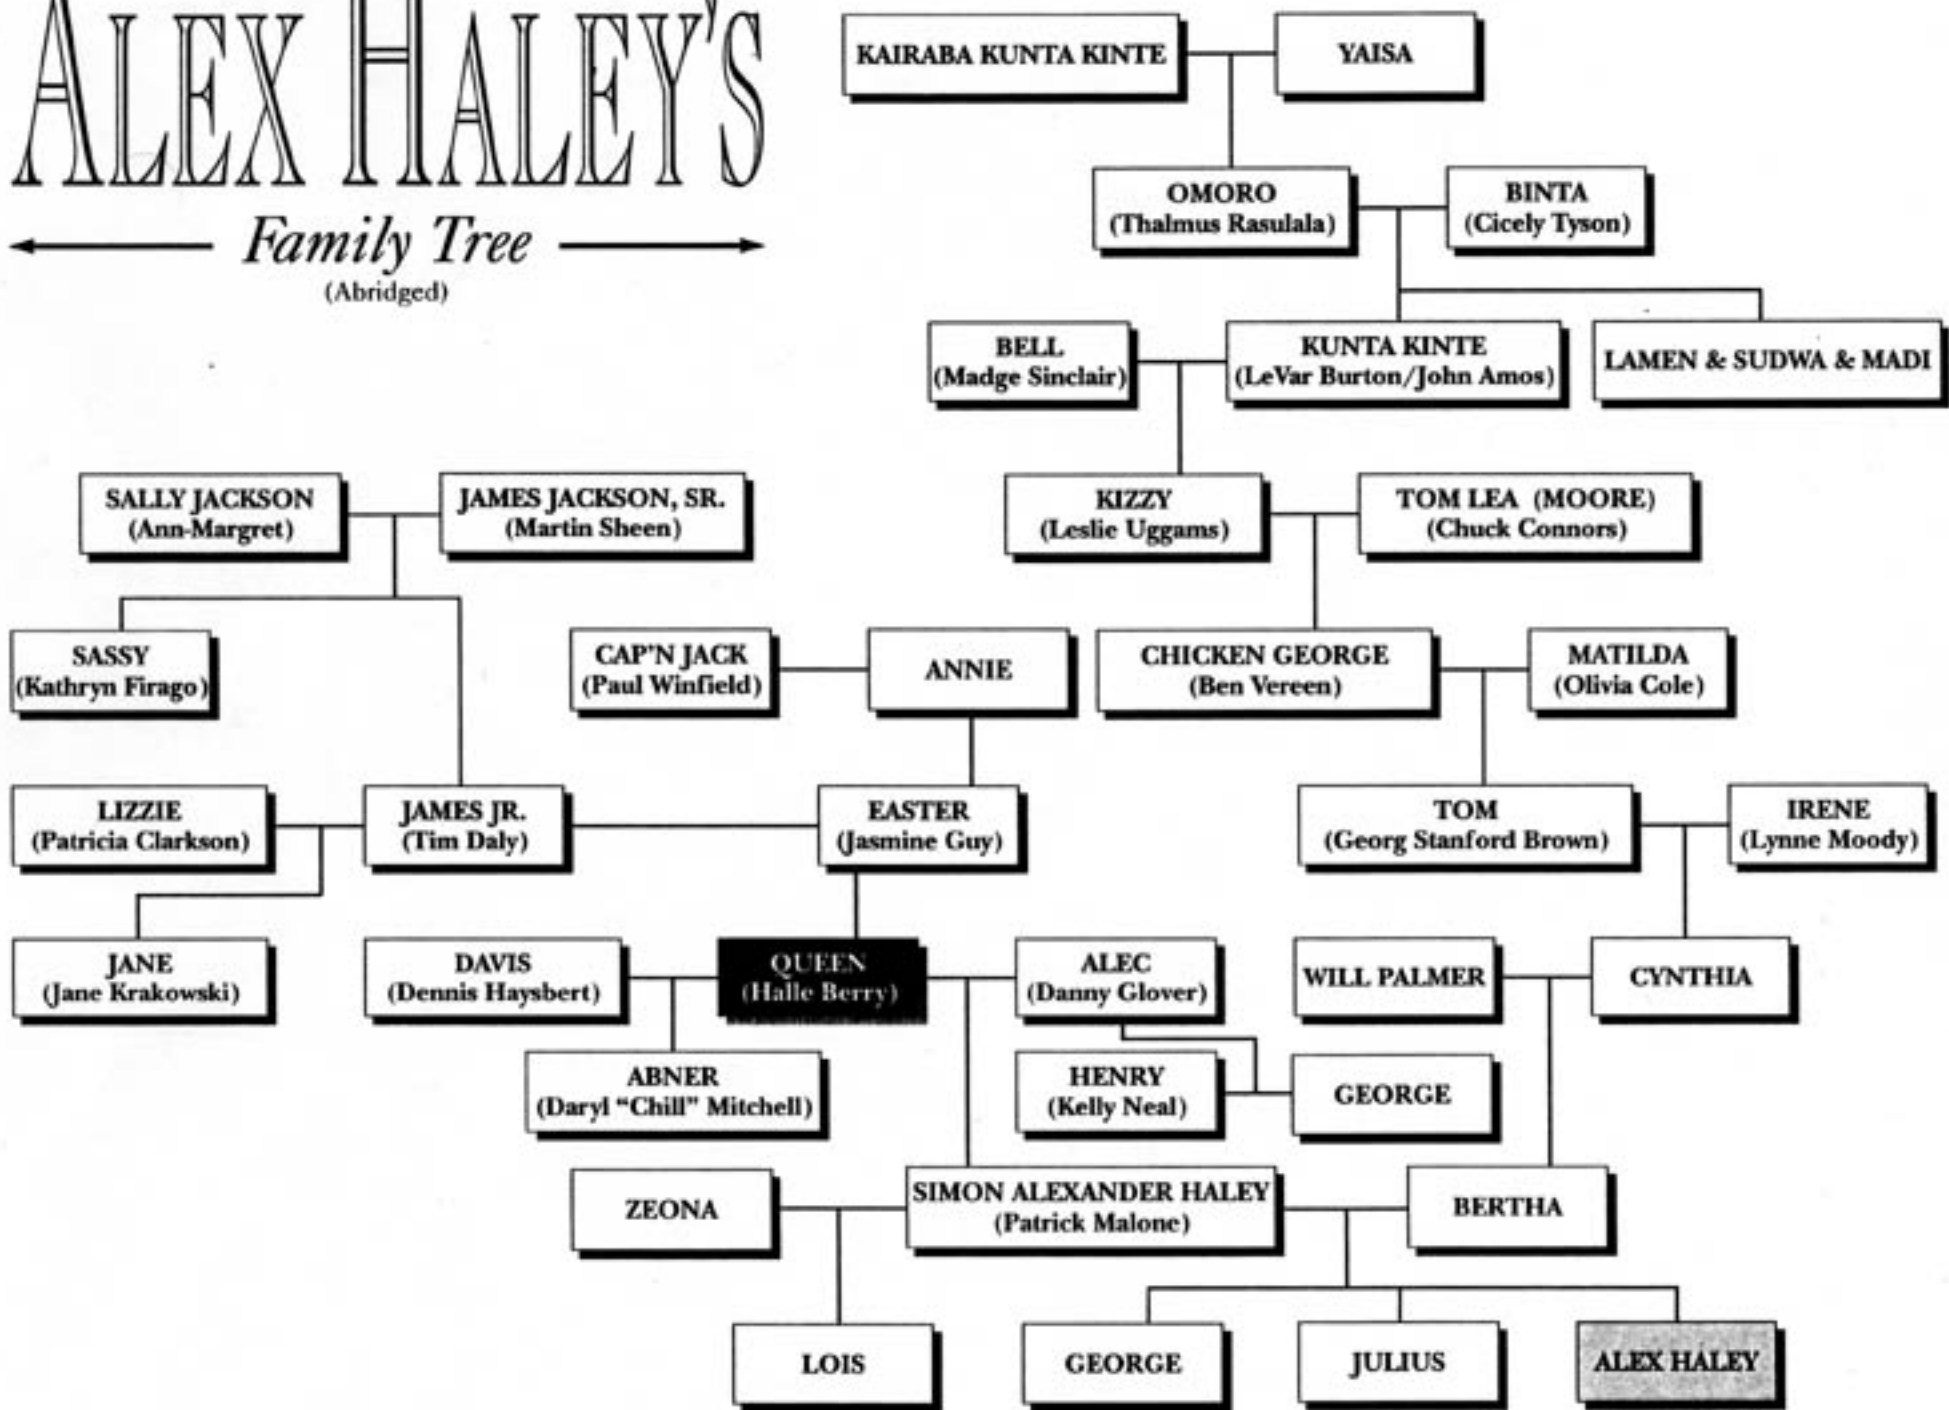 ALEX HALEY'S
Family Tree
(Abridged)
KAIRABA KUNTA KINTE
YAISA
OMORO
(Thalmus Rasulala)
BINTA
(Cicely Tyson)
BELL
(Madge Sinclair)
KUNTA KINTE
(LeVar Burton/John Amos)
LAMEN & SUDWA & MADI
SALLY JACKSON
(Ann-Margret)
JAMES JACKSON, SR.
(Martin Sheen)
KIZZY
(Leslie Uggams)
TOM LEA (MOORE)
(Chuck Connors)
SASSY
(Kathryn Firago)
CAP'N JACK
(Paul Winfield)
ANNIE
CHICKEN GEORGE
(Ben Vereen)
MATILDA
(Olivia Cole)
LIZZIE
(Patricia Clarkson)
JAMES JR.
(Tim Daly)
EASTER
(Jasmine Guy)
TOM
(Georg Stanford Brown)
IRENE
(Lynne Moody)
JANE
(Jane Krakowski)
DAVIS
(Dennis Haysbert)
QUEEN
(Halle Berry)
ALEC
(Danny Glover)
WILL PALMER
CYNTHIA
ABNER
(Daryl “Chill” Mitchell)
HENRY
(Kelly Neal)
GEORGE
ZEONA
SIMON ALEXANDER HALEY
(Patrick Malone)
BERTHA
LOIS
GEORGE
JULIUS
ALEX HALEY